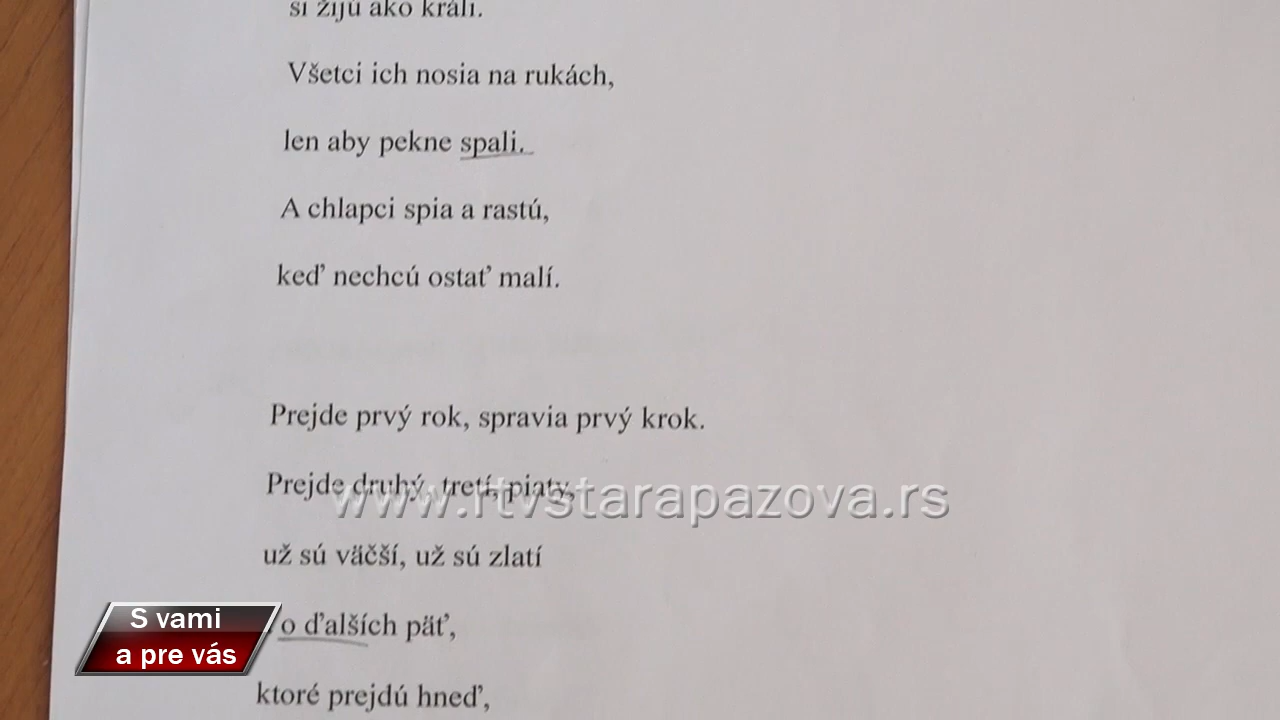 si žijú ako králi.
Všetci ich nosia na rukách,
len aby pekne spali.
A chlapci spia a rastú,
keď nechcú ostať malí.
Prejde prvý rok, spravia prvý krok.
Prejde druhý, tretí, piaty,
www.rtvstarapazova.rs
už sú väčší, už sú zlatí
o ďalších päť,
ktoré prejdú hneď,
S vami
a pre vás